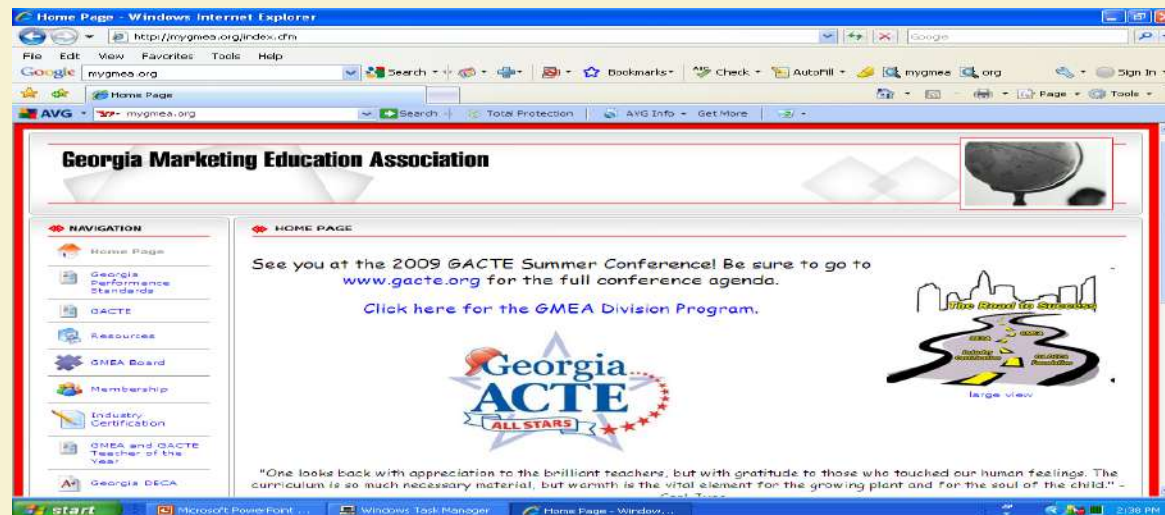 Home Page - Windows Internet Explorer
http://mygmea.org/index.cfm
Google
File Edit View Favorites Tools Help
Google mygmea.org Search Bookmarks Check AutoFill mygmea org Sign In
Home Page Page Tools
AVG mygmea.org Search Total Protection AVG Info Get More
Georgia Marketing Education Association
NAVIGATION
Home Page
Georgia
Performance
Standards
GACTE
Resources
GMEA Board
Membership
Industry
Certification
GMEA and GACTE
Teacher of the
Year
Georgia DECA
HOME PAGE
See you at the 2009 GACTE Summer Conference! Be sure to go to
www.gacte.org for the full conference agenda.
Click here for the GMEA Division Program.
Georgia
ACTE
ALL STARS
The Road to Success
large view
"One looks back with appreciation to the brilliant teachers, but with gratitude to those who touched our human feelings. The
curriculum is so much necessary material, but warmth is the vital element for the growing plant and for the soul of the child." -
start Microsoft PowerPoint ... Windows Task Manager Home Page - Window... 2:38 PM